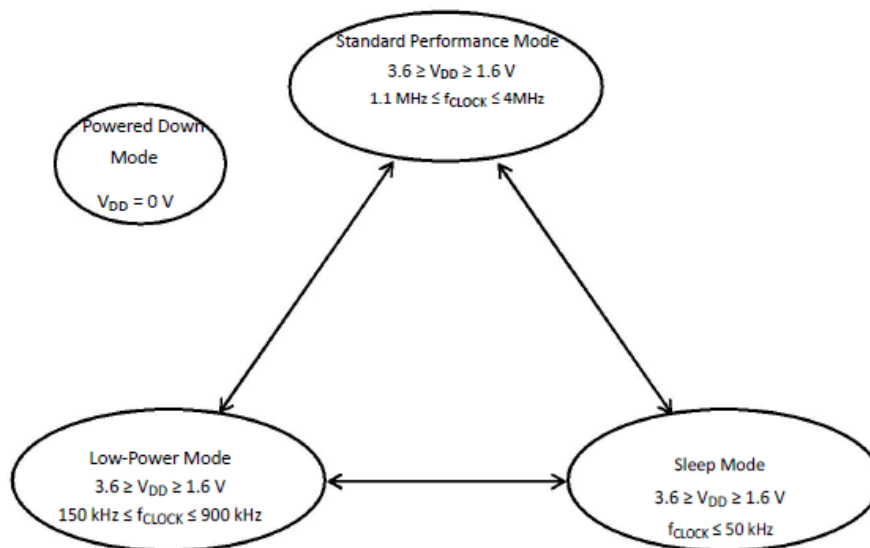 Standard Performance Mode
3.6 ≥ VDD ≥ 1.6 V
1.1 MHz ≤ fCLOCK ≤ 4MHz
Powered Down
Mode
VDD = 0 V
Low-Power Mode
3.6 ≥ VDD ≥ 1.6 V
150 kHz ≤ fCLOCK ≤ 900 kHz
Sleep Mode
3.6 ≥ VDD ≥ 1.6 V
fCLOCK ≤ 50 kHz